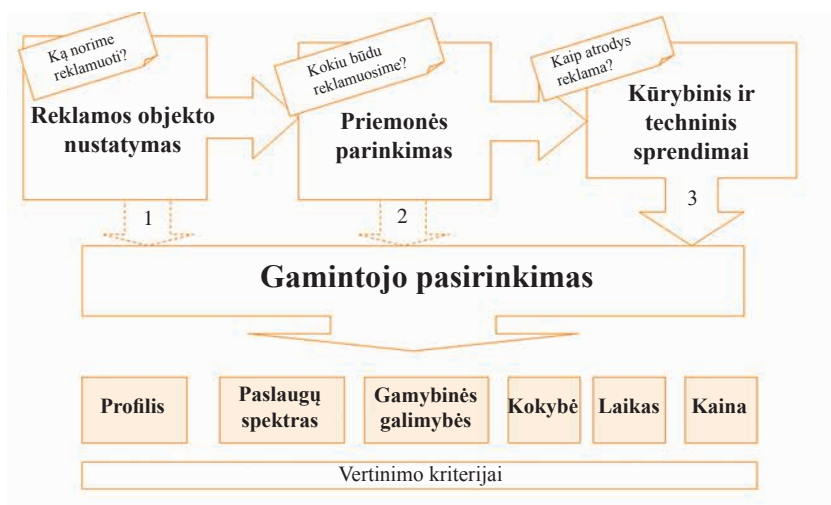 Ką norime
reklamuoti?
Reklamos objekto
nustatymas
Kokiu būdu
reklamuosime?
Priemonės
parinkimas
Kaip atrodys
reklama?
Kūrybinis ir
techninis
sprendimai
1
2
3
Gamintojo pasirinkimas
Profilis
Paslaugų
spektras
Gamybinės
galimybės
Kokybė
Laikas
Kaina
Vertinimo kriterijai